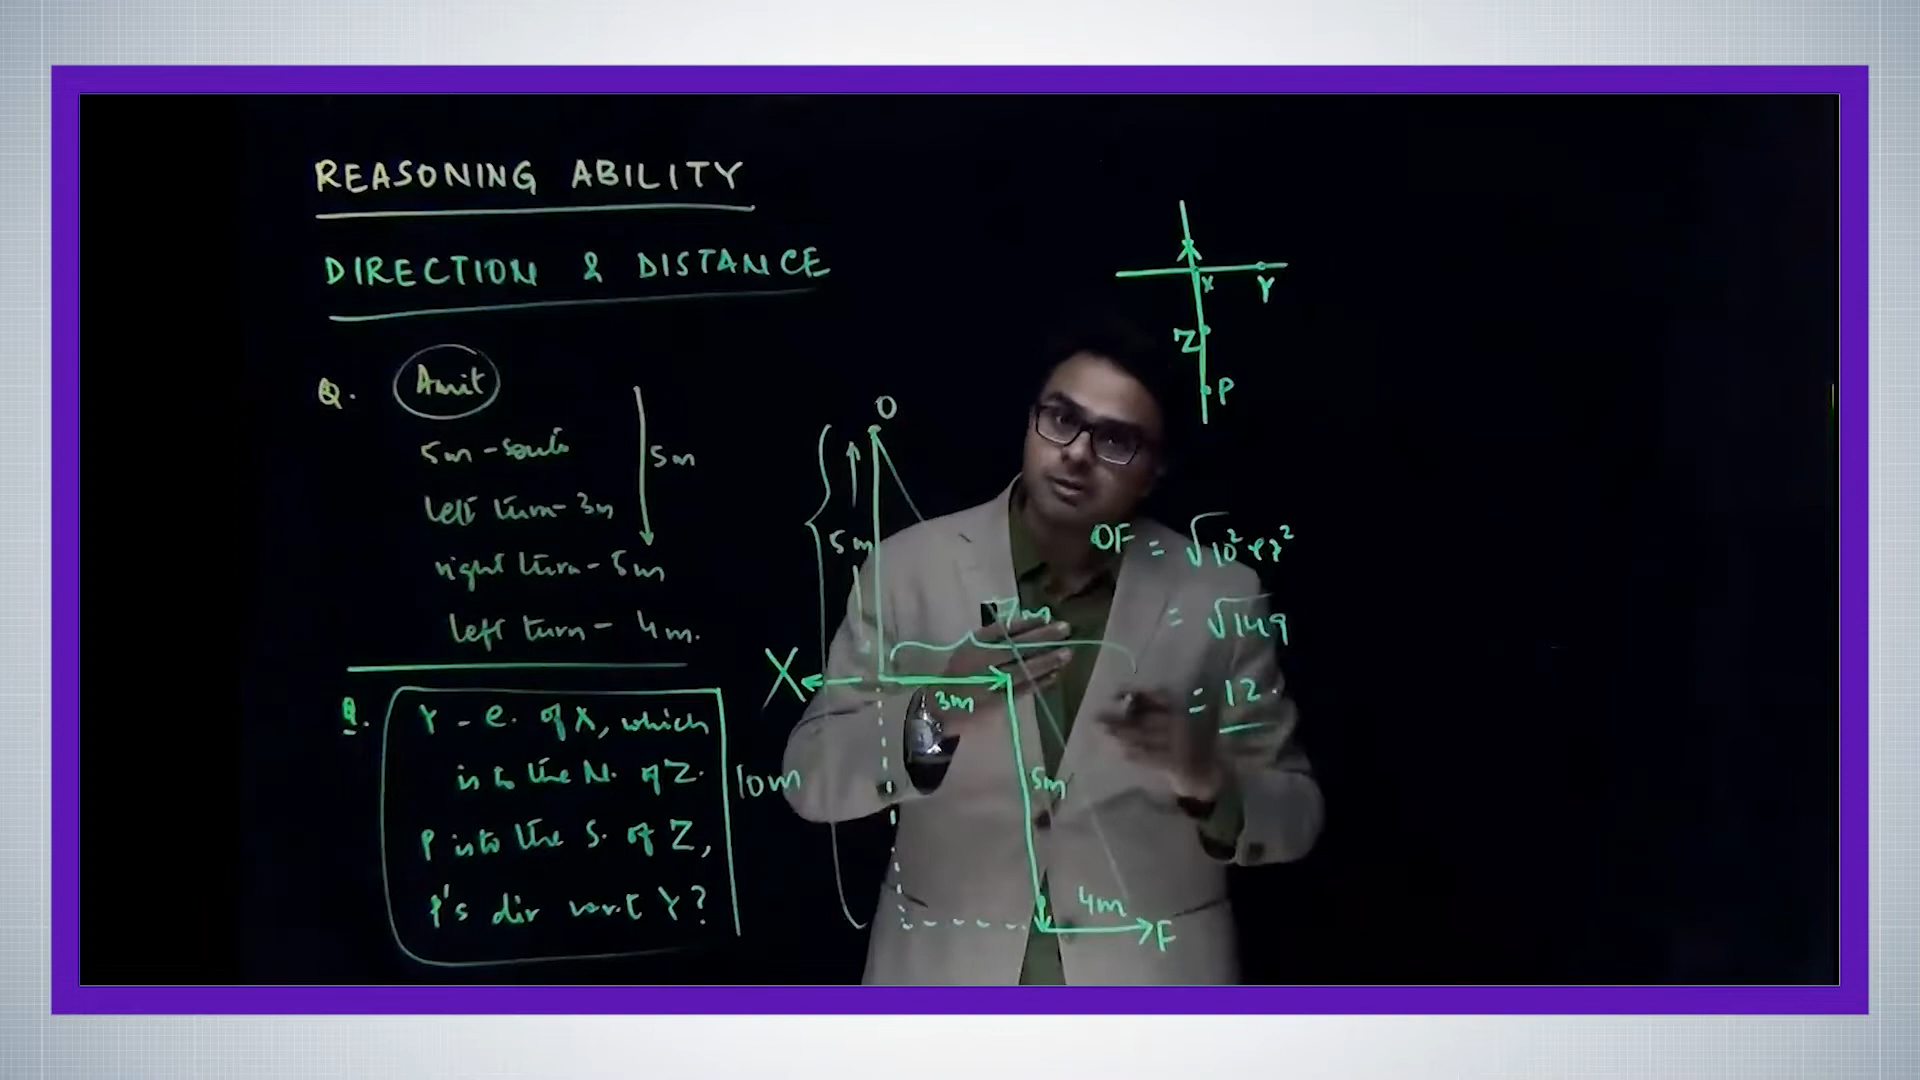 REASONING ABILITY
DIRECTION & DISTANCE
Q. Amit
5m - south
left turn - 3m
right turn - 5m
left turn - 4m.
5m
Q. Y - e. of X, which
is to the N. of Z.
P is to the S. of Z,
P's dir w.r.t Y?
O
5m
X
3m
7m
10m
5m
4m
F
X
Y
Z
P
OF = √10²+7²
= √149
= 12.